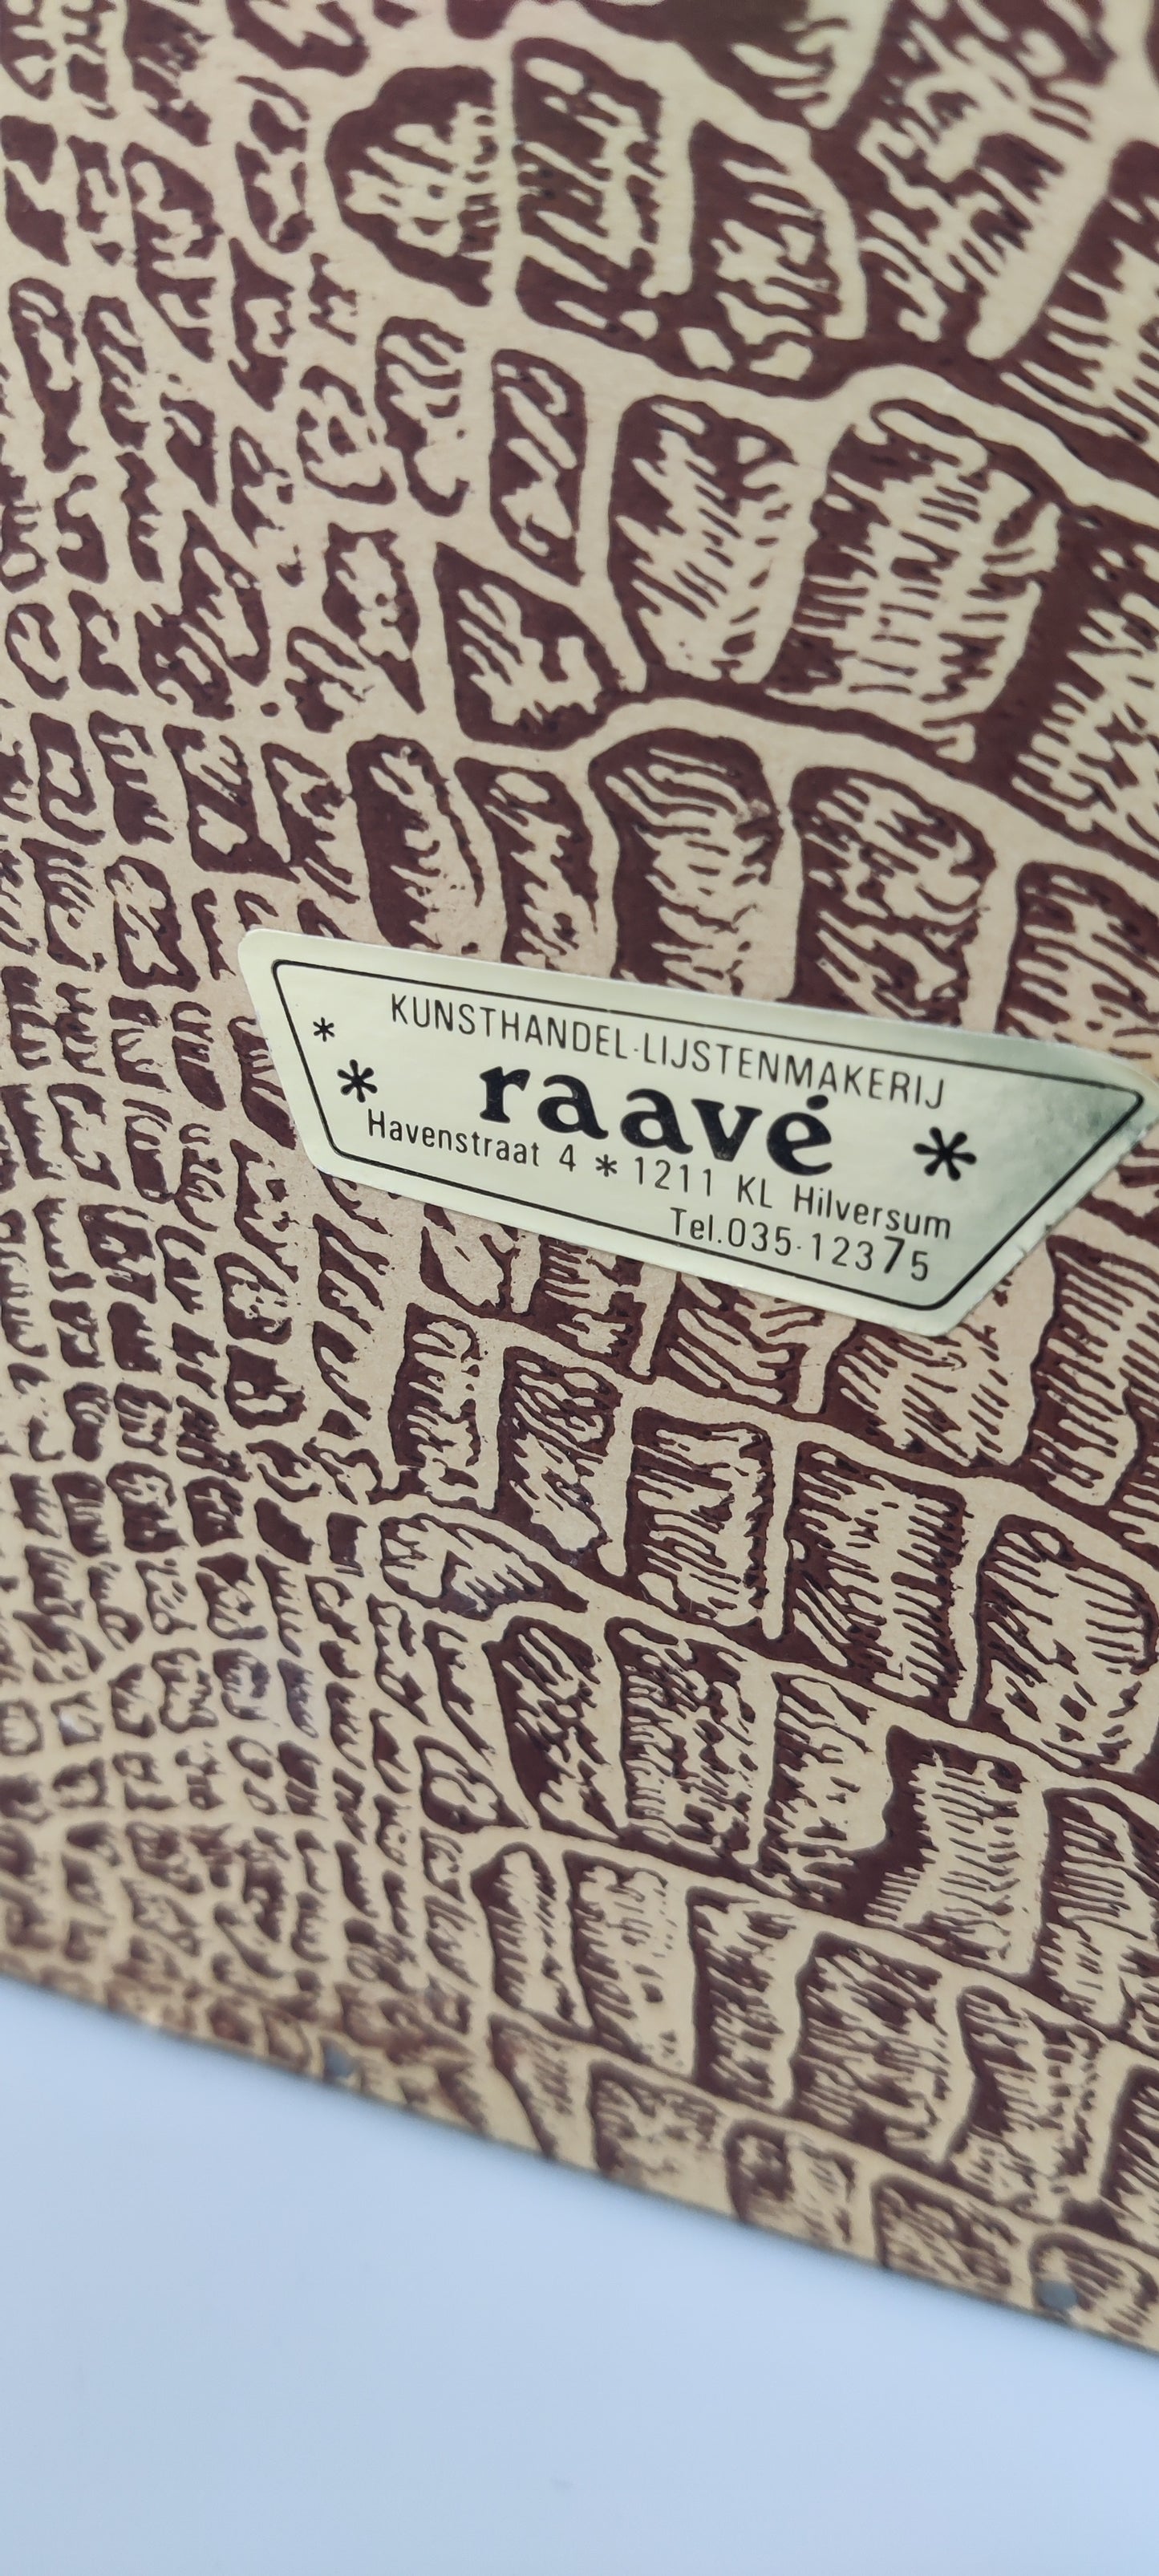 KUNSTHANDEL-LIJSTENMAKERIJ
raavé
Havenstraat 4 * 1211 KL Hilversum
Tel.035-12375